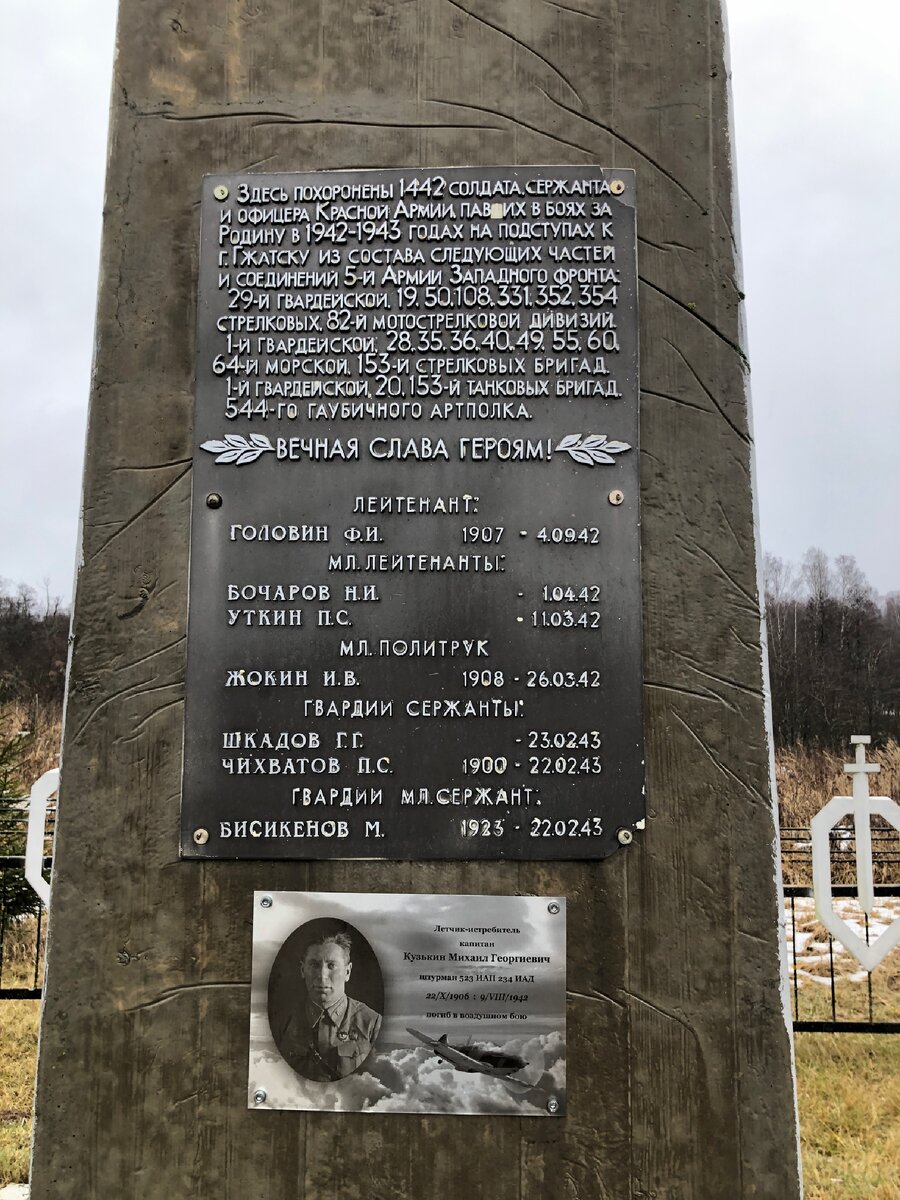 Здесь похоронены 1442 солдата, сержанта
и офицера Красной Армии, павших в боях за
Родину в 1942-1943 годах на подступах к
г. Гжатску из состава следующих частей
и соединений 5-й Армии Западного фронта:
29-й гвардейской, 19, 50, 108, 331, 352, 354
стрелковых, 82-й мотострелковой дивизий.
1-й гвардейской, 28, 35, 36, 40, 49, 55, 60,
64-й морской, 153-й стрелковых бригад.
1-й гвардейской, 20, 153-й танковых бригад.
544-го гаубичного артполка.
ВЕЧНАЯ СЛАВА ГЕРОЯМ!
ЛЕЙТЕНАНТ:
ГОЛОВИН Ф.И. 1907 - 4.09.42
МЛ. ЛЕЙТЕНАНТЫ:
БОЧАРОВ Н.И. - 1.04.42
УТКИН П.С. - 11.03.42
МЛ. ПОЛИТРУК
ЖОКИН И.В. 1908 - 26.03.42
ГВАРДИИ СЕРЖАНТЫ:
ШКАДОВ Г.Г. - 23.02.43
ЧИХВАТОВ П.С. 1900 - 22.02.43
ГВАРДИИ МЛ. СЕРЖАНТ:
БИСИКЕНОВ М. 1923 - 22.02.43
Летчик-истребитель
капитан
Кузькин Михаил Георгиевич
штурман 523 ИАП 234 ИАД
22/X/1906 : 9/VIII/1942
погиб в воздушном бою